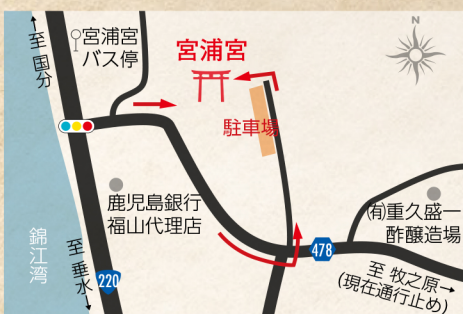 ←至 国分
宮浦宮
バス停
宮浦宮
N
駐車場
鹿児島銀行
福山代理店
㈲重久盛一
酢醸造場
錦江湾
至 垂水→
220
478
至 牧之原→
(現在通行止め)